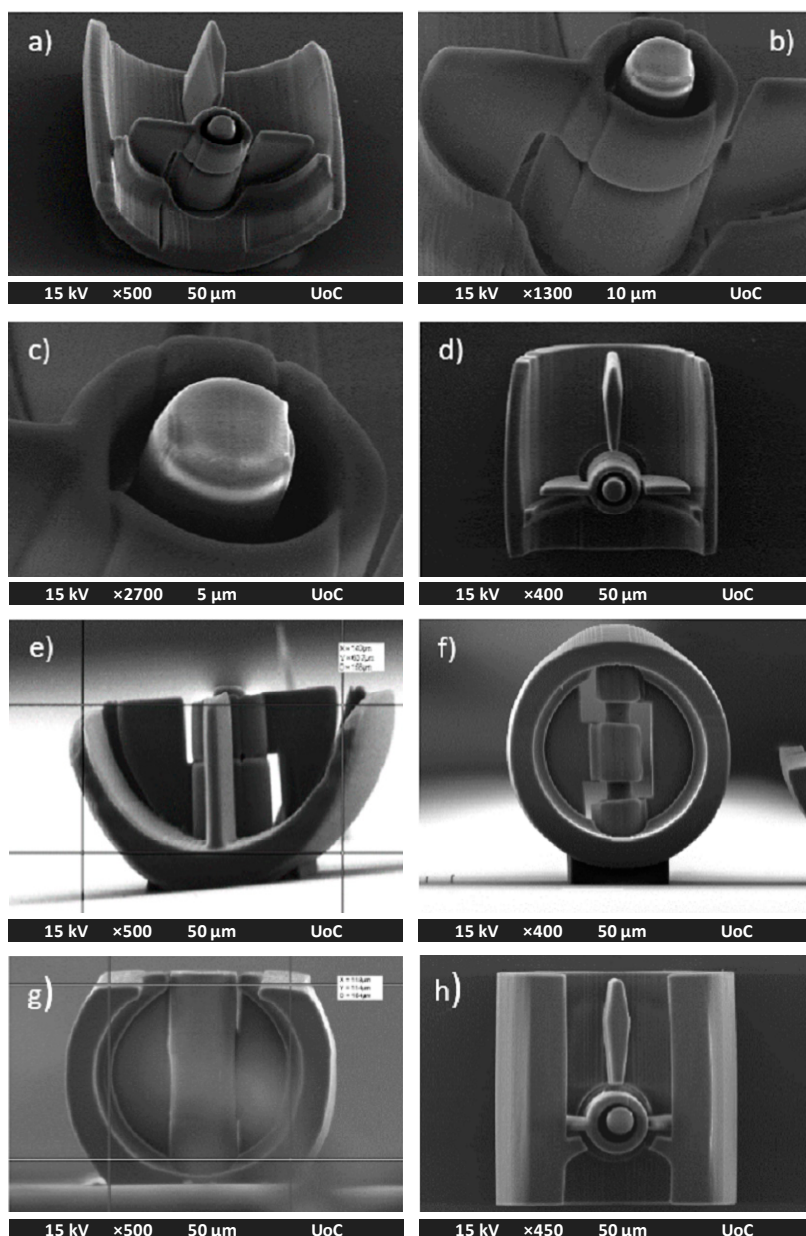 a)
b)
15 kV ×500 50 µm UoC
15 kV ×1300 10 µm UoC
c)
d)
15 kV ×2700 5 µm UoC
15 kV ×400 50 µm UoC
e)
f)
15 kV ×500 50 µm UoC
15 kV ×400 50 µm UoC
g)
h)
15 kV ×500 50 µm UoC
15 kV ×450 50 µm UoC